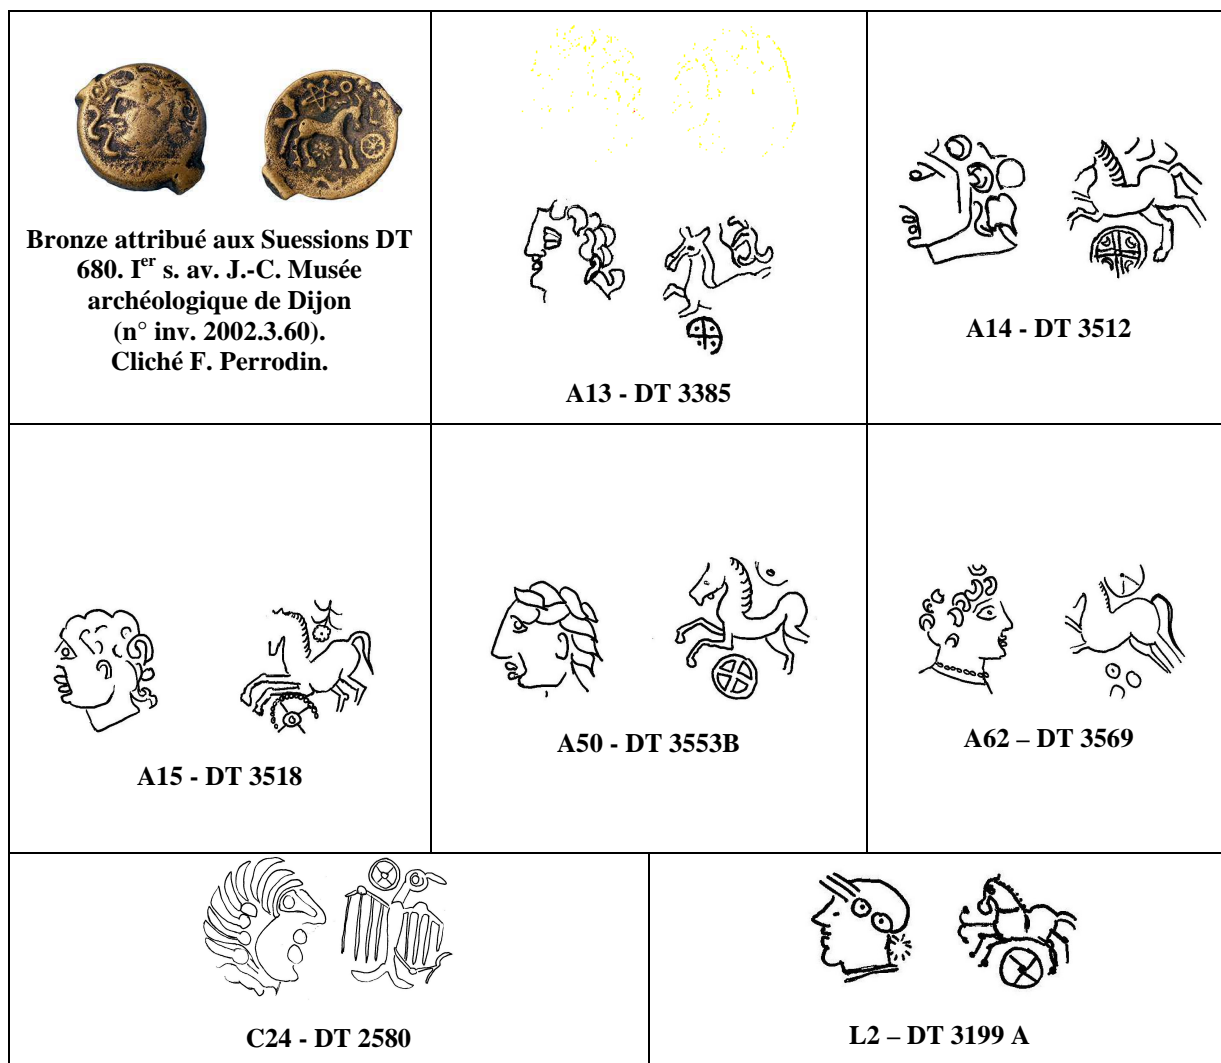 Bronze attribué aux Suessions DT
680. Ier s. av. J.-C. Musée
archéologique de Dijon
(n° inv. 2002.3.60).
Cliché F. Perrodin.
A13 - DT 3385
A14 - DT 3512
A15 - DT 3518
A50 - DT 3553B
A62 – DT 3569
C24 - DT 2580
L2 – DT 3199 A